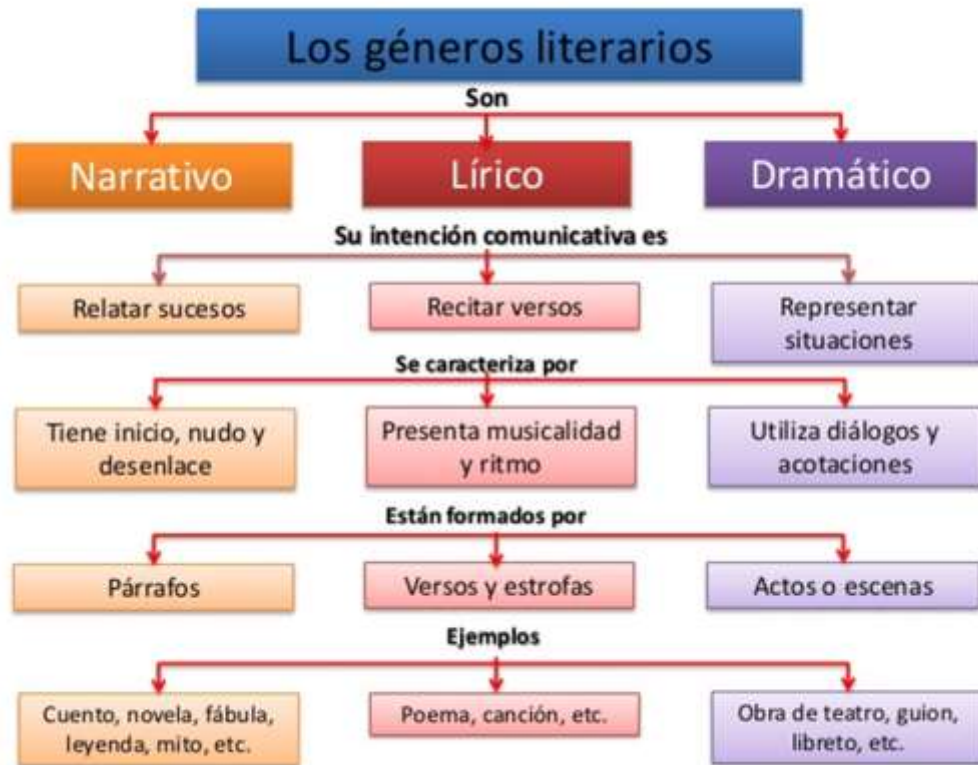 Los géneros literarios
Son
Narrativo
Lírico
Dramático
Su intención comunicativa es
Relatar sucesos
Recitar versos
Representar
situaciones
Se caracteriza por
Tiene inicio, nudo y
desenlace
Presenta musicalidad
y ritmo
Utiliza diálogos y
acotaciones
Están formados por
Párrafos
Versos y estrofas
Actos o escenas
Ejemplos
Cuento, novela, fábula,
leyenda, mito, etc.
Poema, canción, etc.
Obra de teatro, guion,
libreto, etc.